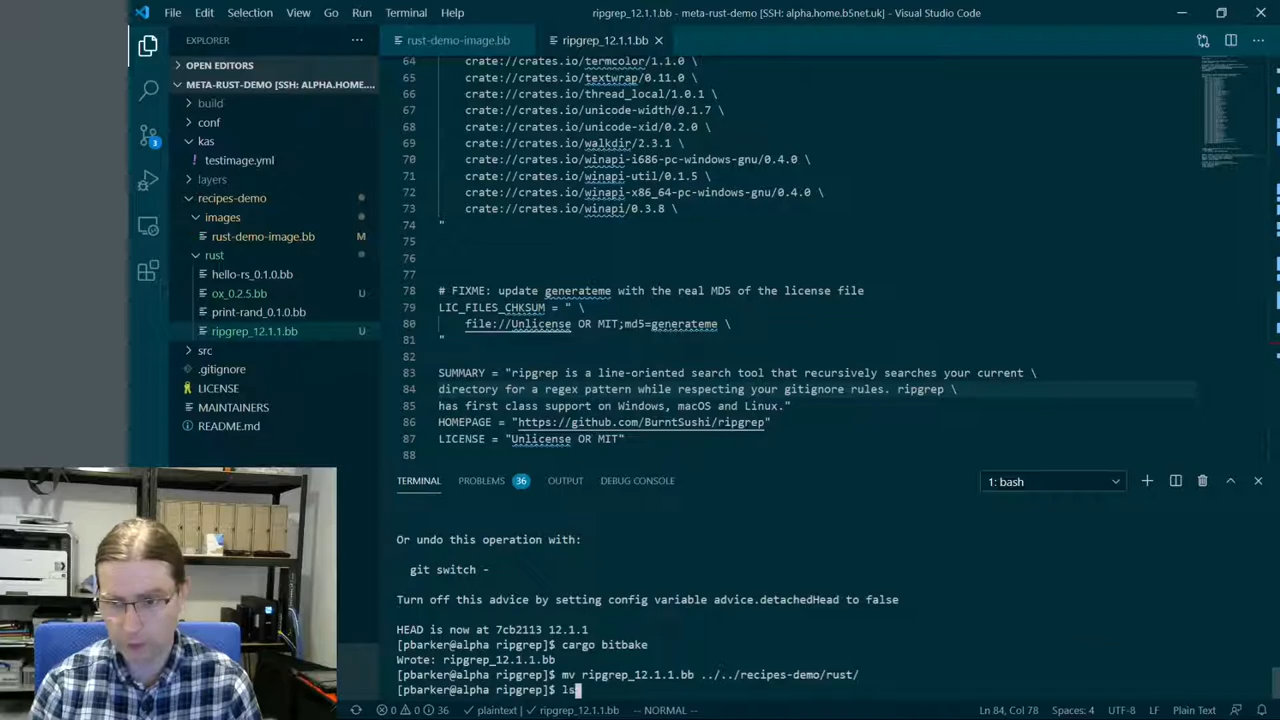 File Edit Selection View Go Run Terminal Help
ripgrep_12.1.1.bb - meta-rust-demo [SSH: alpha.home.b5net.uk] - Visual Studio Code
EXPLORER
rust-demo-image.bb
ripgrep_12.1.1.bb
OPEN EDITORS
META-RUST-DEMO [SSH: ALPHA.HOME....
build
conf
kas
testimage.yml
layers
recipes-demo
images
rust-demo-image.bb M
rust
hello-rs_0.1.0.bb
ox_0.2.5.bb U
print-rand_0.1.0.bb
ripgrep_12.1.1.bb U
src
.gitignore
LICENSE
MAINTAINERS
README.md
3
64 crate://crates.io/termcolor/1.1.0 \
65 crate://crates.io/textwrap/0.11.0 \
66 crate://crates.io/thread_local/1.0.1 \
67 crate://crates.io/unicode-width/0.1.7 \
68 crate://crates.io/unicode-xid/0.2.0 \
69 crate://crates.io/walkdir/2.3.1 \
70 crate://crates.io/winapi-i686-pc-windows-gnu/0.4.0 \
71 crate://crates.io/winapi-util/0.1.5 \
72 crate://crates.io/winapi-x86_64-pc-windows-gnu/0.4.0 \
73 crate://crates.io/winapi/0.3.8 \
74 "
75
76
77
78 # FIXME: update generateme with the real MD5 of the license file
79 LIC_FILES_CHKSUM = " \
80 file://Unlicense OR MIT;md5=generateme \
81 "
82
83 SUMMARY = "ripgrep is a line-oriented search tool that recursively searches your current \
84 directory for a regex pattern while respecting your gitignore rules. ripgrep \
85 has first class support on Windows, macOS and Linux."
86 HOMEPAGE = "https://github.com/BurntSushi/ripgrep"
87 LICENSE = "Unlicense OR MIT"
88
TERMINAL PROBLEMS 36 OUTPUT DEBUG CONSOLE 1: bash
Or undo this operation with:
git switch -
Turn off this advice by setting config variable advice.detachedHead to false
HEAD is now at 7cb2113 12.1.1
[pbarker@alpha ripgrep]$ cargo bitbake
Wrote: ripgrep_12.1.1.bb
[pbarker@alpha ripgrep]$ mv ripgrep_12.1.1.bb ../../recipes-demo/rust/
[pbarker@alpha ripgrep]$ ls
0 0 36 plaintext ripgrep_12.1.1.bb -- NORMAL -- Ln 84, Col 78 Spaces: 4 UTF-8 LF Plain Text